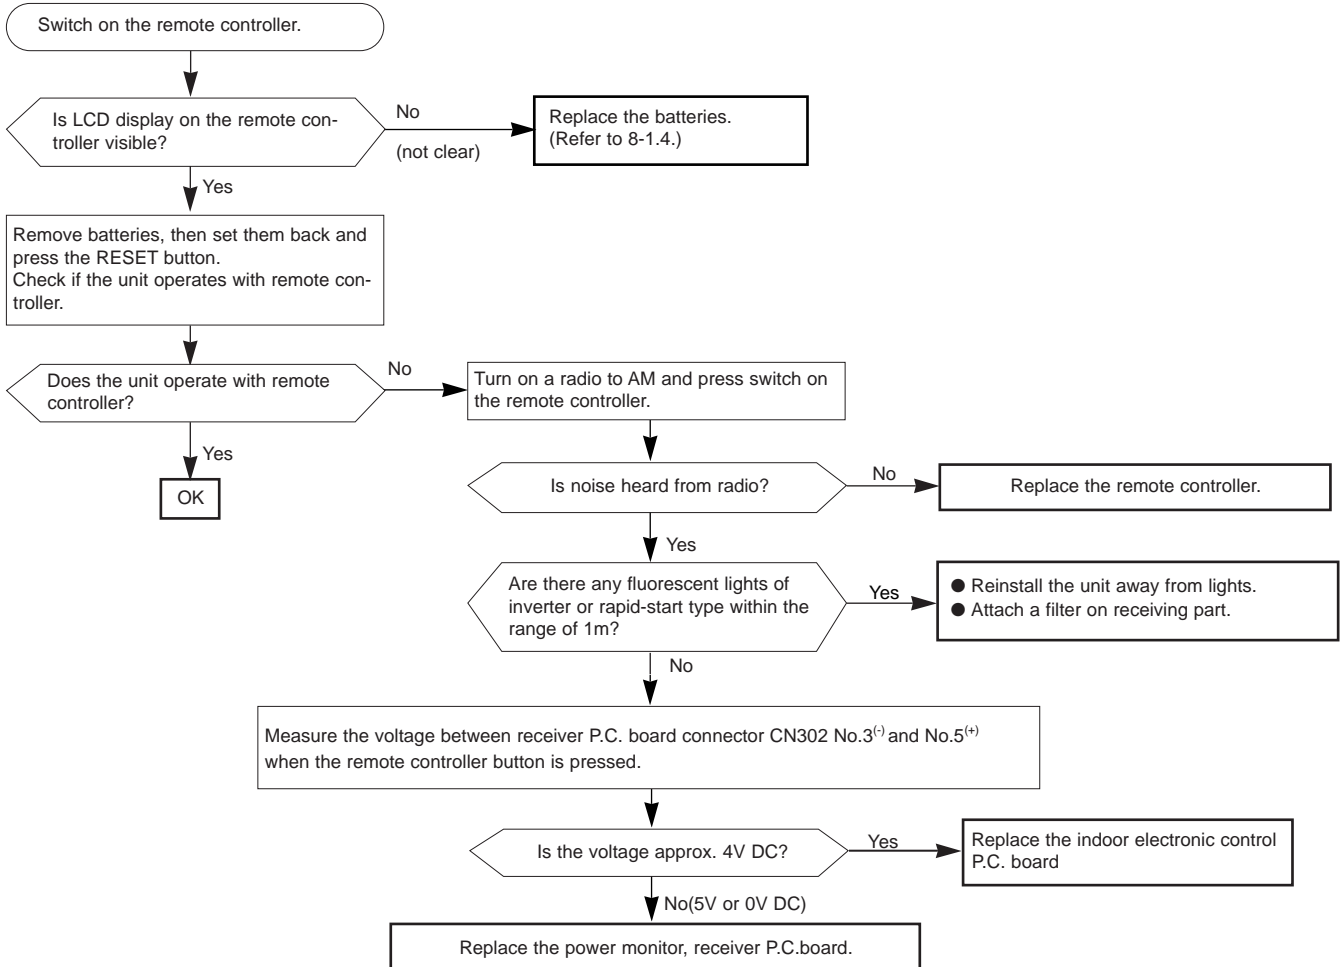 Switch on the remote controller.
Is LCD display on the remote con-
troller visible?
No
(not clear)
Replace the batteries.
(Refer to 8-1.4.)
Yes
Remove batteries, then set them back and
press the RESET button.
Check if the unit operates with remote con-
troller.
Does the unit operate with remote
controller?
No
Turn on a radio to AM and press switch on
the remote controller.
Yes
OK
Is noise heard from radio?
No
Replace the remote controller.
Yes
Are there any fluorescent lights of
inverter or rapid-start type within the
range of 1m?
Yes
● Reinstall the unit away from lights.
● Attach a filter on receiving part.
No
Measure the voltage between receiver P.C. board connector CN302 No.3(-) and No.5(+)
when the remote controller button is pressed.
Is the voltage approx. 4V DC?
Yes
Replace the indoor electronic control
P.C. board
No(5V or 0V DC)
Replace the power monitor, receiver P.C.board.